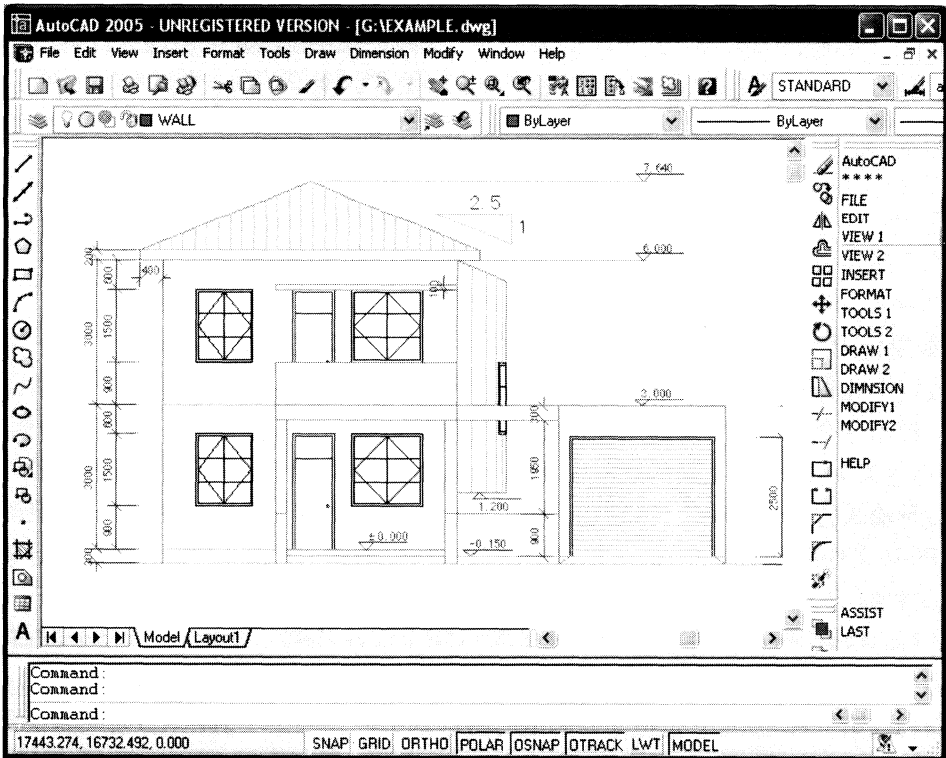 AutoCAD 2005 - UNREGISTERED VERSION - [G:\EXAMPLE.dwg]
File Edit View Insert Format Tools Draw Dimension Modify Window Help
STANDARD
WALL ByLayer ByLayer
AutoCAD
* * * *
FILE
EDIT
VIEW 1
VIEW 2
INSERT
FORMAT
TOOLS 1
TOOLS 2
DRAW 1
DRAW 2
DIMNSION
MODIFY1
MODIFY2
HELP
ASSIST
LAST
7.640
2.5
1
6.000
200
400
600
100
3000
1500
900
600
3000
1500
900
1950
900
2500
1.200
±0.000
-0.150
A
Model Layout1
Command:
Command:
Command:
17443.274, 16732.492, 0.000 SNAP GRID ORTHO POLAR OSNAP OTRACK LWT MODEL